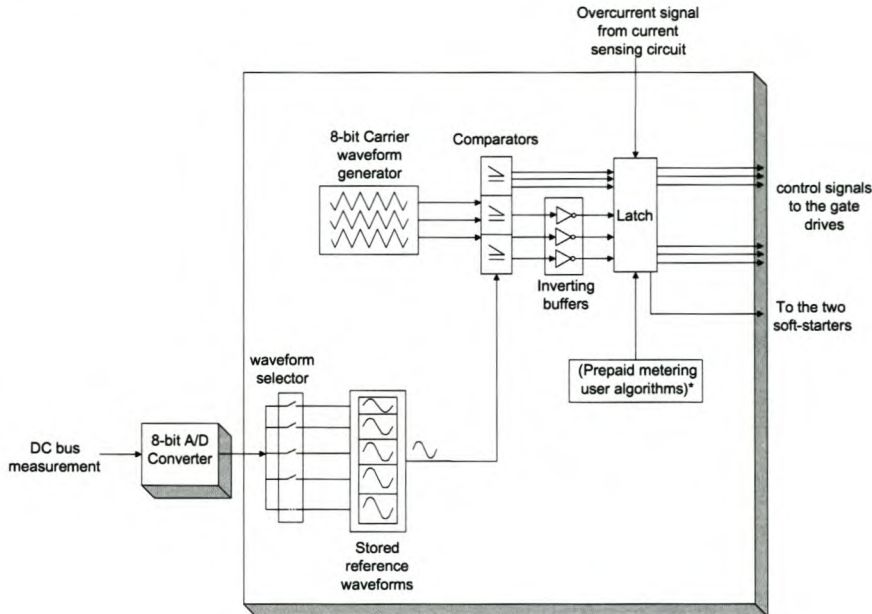 Overcurrent signal
from current
sensing circuit
8-bit Carrier
waveform
generator
Comparators
Latch
control signals
to the gate
drives
Inverting
buffers
To the two
soft-starters
(Prepaid metering
user algorithms)*
waveform
selector
DC bus
measurement
8-bit A/D
Converter
Stored
reference
waveforms